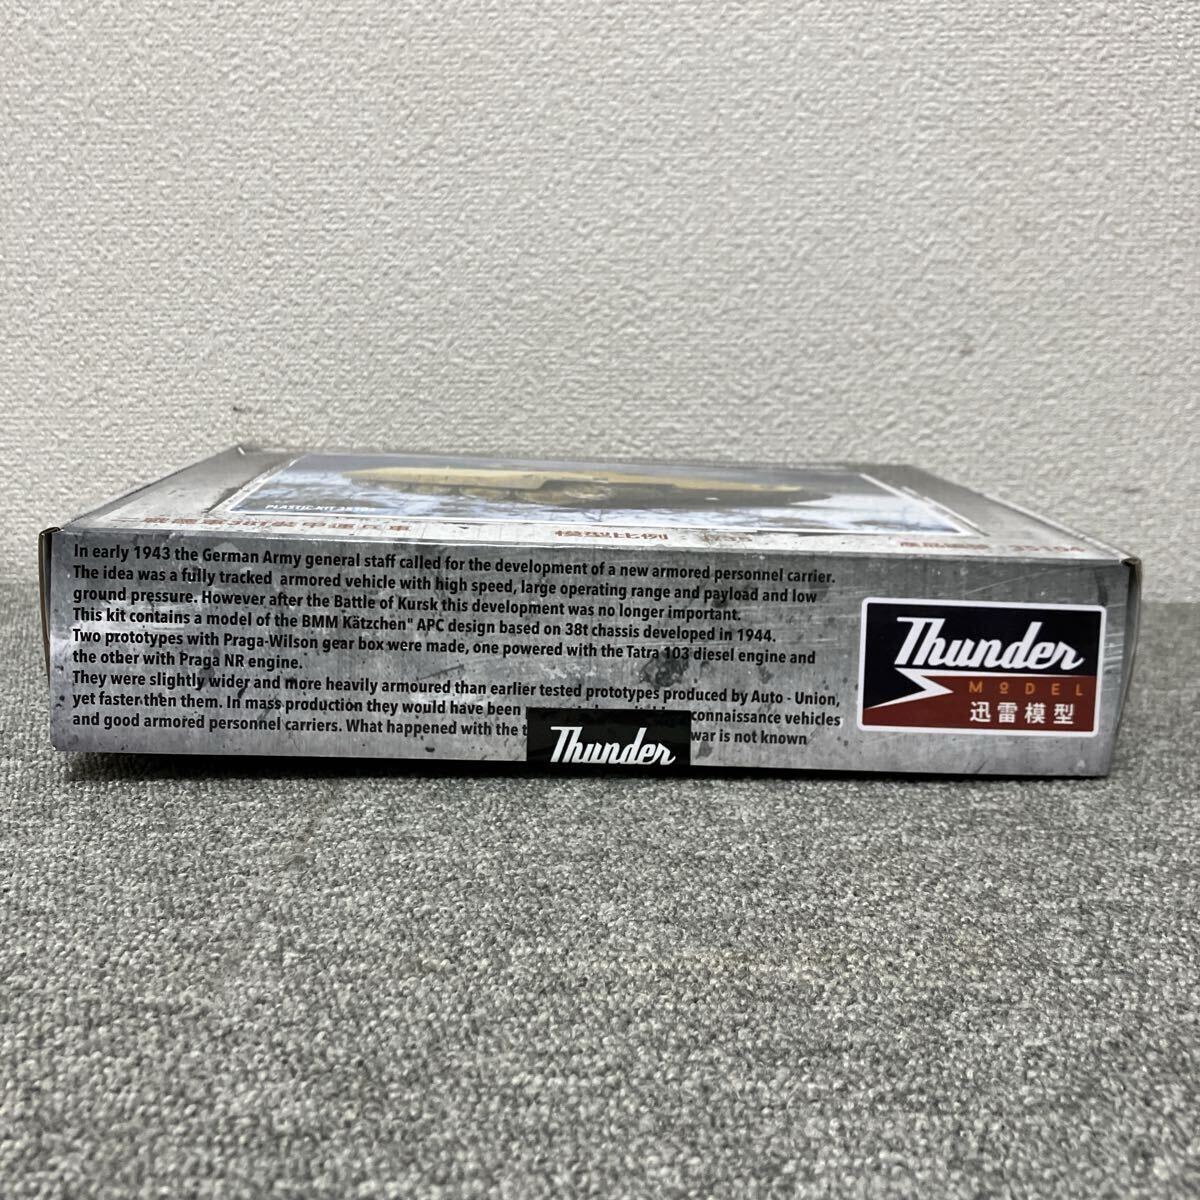 PLASTIC KIT
模型比例
In early 1943 the German Army general staff called for the development of a new armored personnel carrier.
The idea was a fully tracked armored vehicle with high speed, large operating range and payload and low
ground pressure. However after the Battle of Kursk this development was no longer important.
This kit contains a model of the BMM Kätzchen" APC design based on 38t chassis developed in 1944.
Two prototypes with Praga-Wilson gear box were made, one powered with the Tatra 103 diesel engine and
the other with Praga NR engine.
They were slightly wider and more heavily armoured than earlier tested prototypes produced by Auto - Union,
yet faster then them. In mass production they would have been connaissance vehicles
and good armored personnel carriers. What happened with the war is not known
Thunder
Thunder
MODEL
迅雷模型